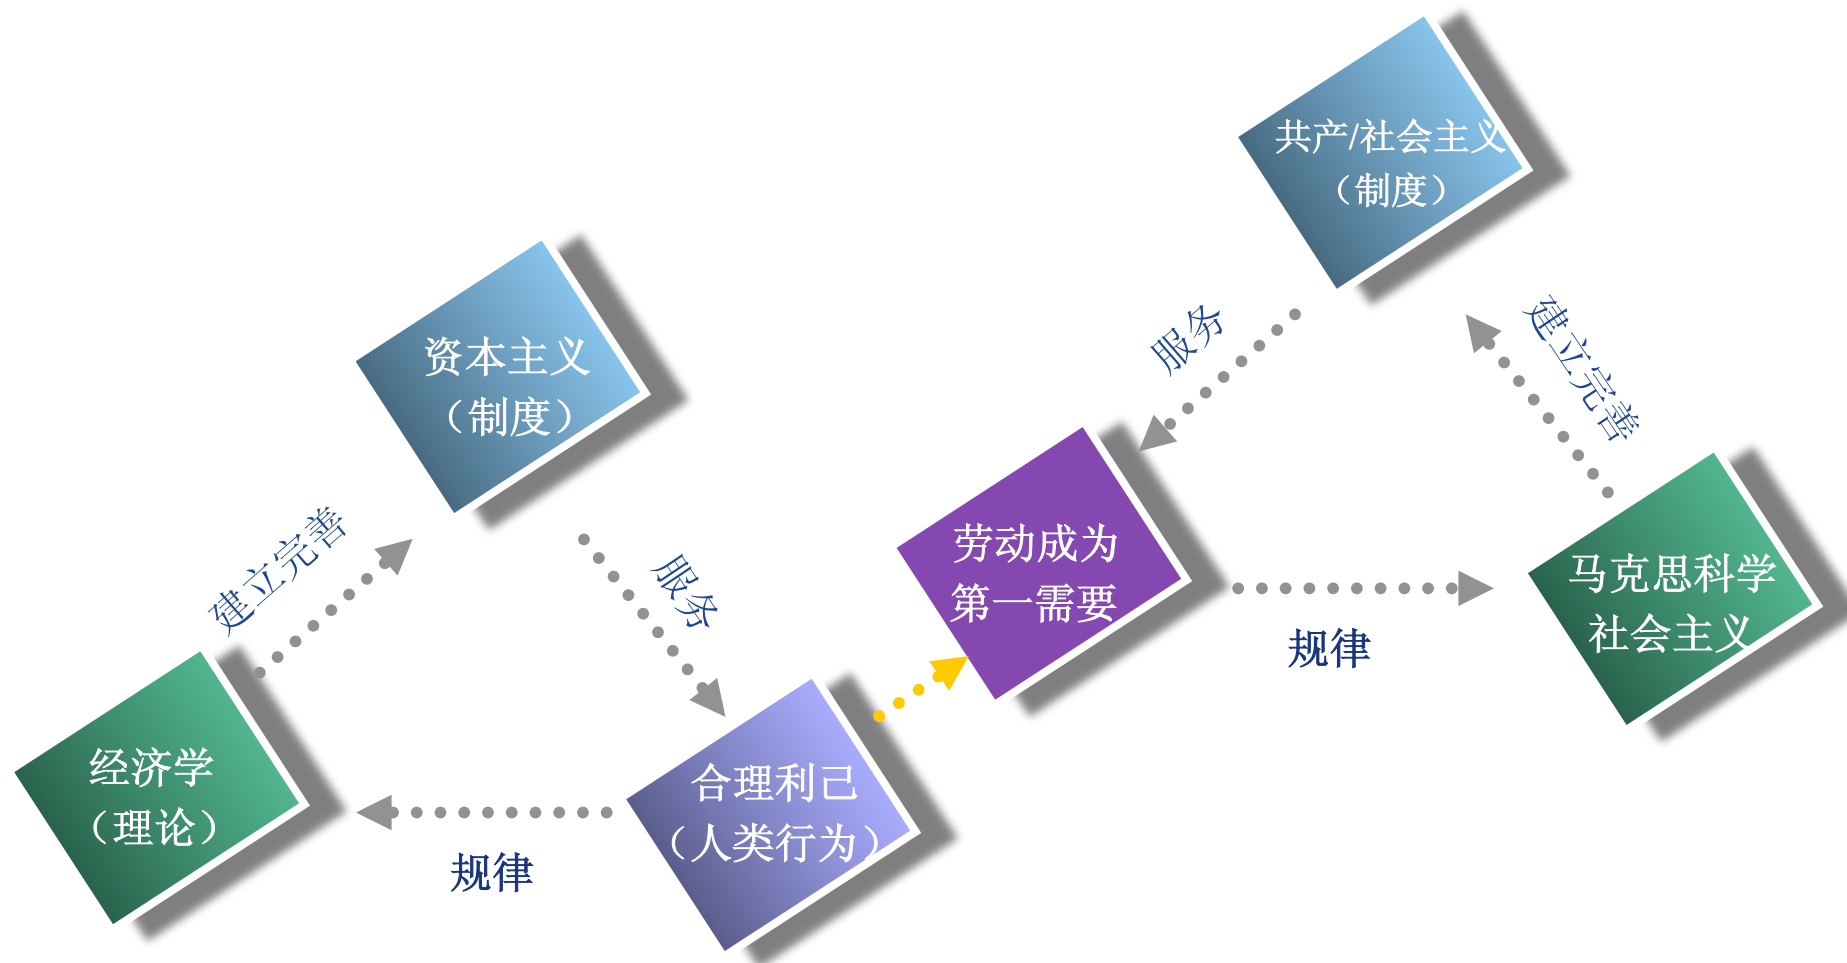 共产/社会主义
（制度）
资本主义
（制度）
服务
建立完善
建立完善
服务
劳动成为
第一需要
马克思科学
社会主义
规律
经济学
（理论）
合理利己
（人类行为）
规律